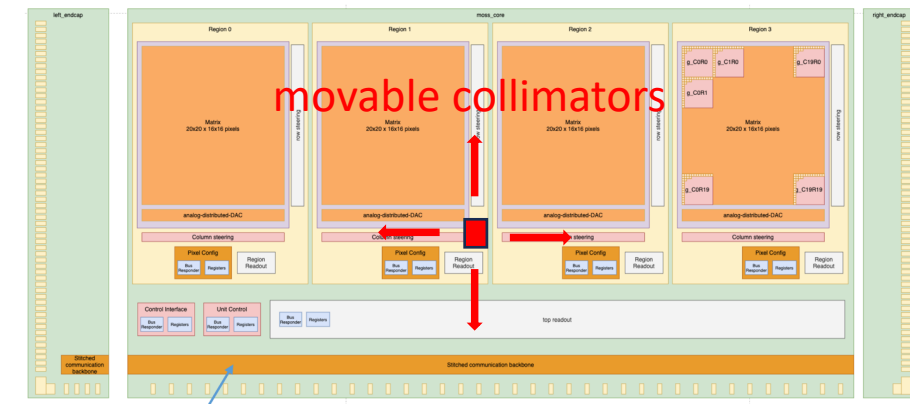 left_endcap
moss_core
right_endcap
Region 0
Region 1
Region 2
Region 3
g_C0R0
g_C1R0
g_C19R0
g_C0R1
movable collimators
Matrix
20x20 x 16x16 pixels
row steering
Matrix
20x20 x 16x16 pixels
row steering
Matrix
20x20 x 16x16 pixels
row steering
Matrix
20x20 x 16x16 pixels
row steering
g_C0R19
g_C19R19
analog-distributed-DAC
analog-distributed-DAC
analog-distributed-DAC
analog-distributed-DAC
Column steering
Column steering
steering
Column steering
Pixel Config
Bus
Responder
Registers
Region
Readout
Pixel Config
Bus
Responder
Registers
Region
Readout
Pixel Config
Bus
Responder
Registers
Region
Readout
Pixel Config
Bus
Responder
Registers
Region
Readout
Control Interface
Bus
Responder
Registers
Unit Control
Bus
Responder
Registers
Bus
Responder
Registers
top readout
Stitched
communication
backbone
Stitched communication backbone